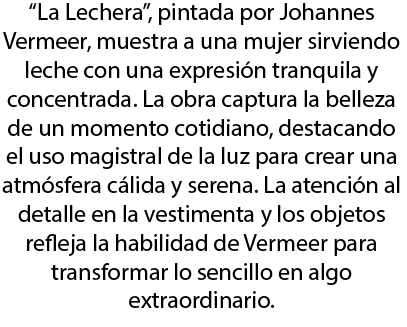 “La Lechera”, pintada por Johannes
Vermeer, muestra a una mujer sirviendo
leche con una expresión tranquila y
concentrada. La obra captura la belleza
de un momento cotidiano, destacando
el uso magistral de la luz para crear una
atmósfera cálida y serena. La atención al
detalle en la vestimenta y los objetos
refleja la habilidad de Vermeer para
transformar lo sencillo en algo
extraordinario.